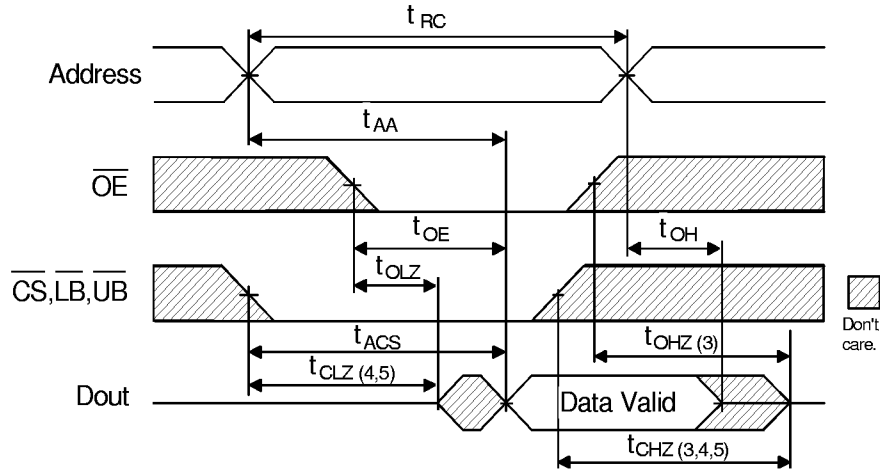 t RC
Address
t AA
OE
t OE
t OH
t OLZ
CS,LB,UB
t ACS
t OHZ (3)
Don't
care.
t CLZ (4,5)
Dout
Data Valid
t CHZ (3,4,5)